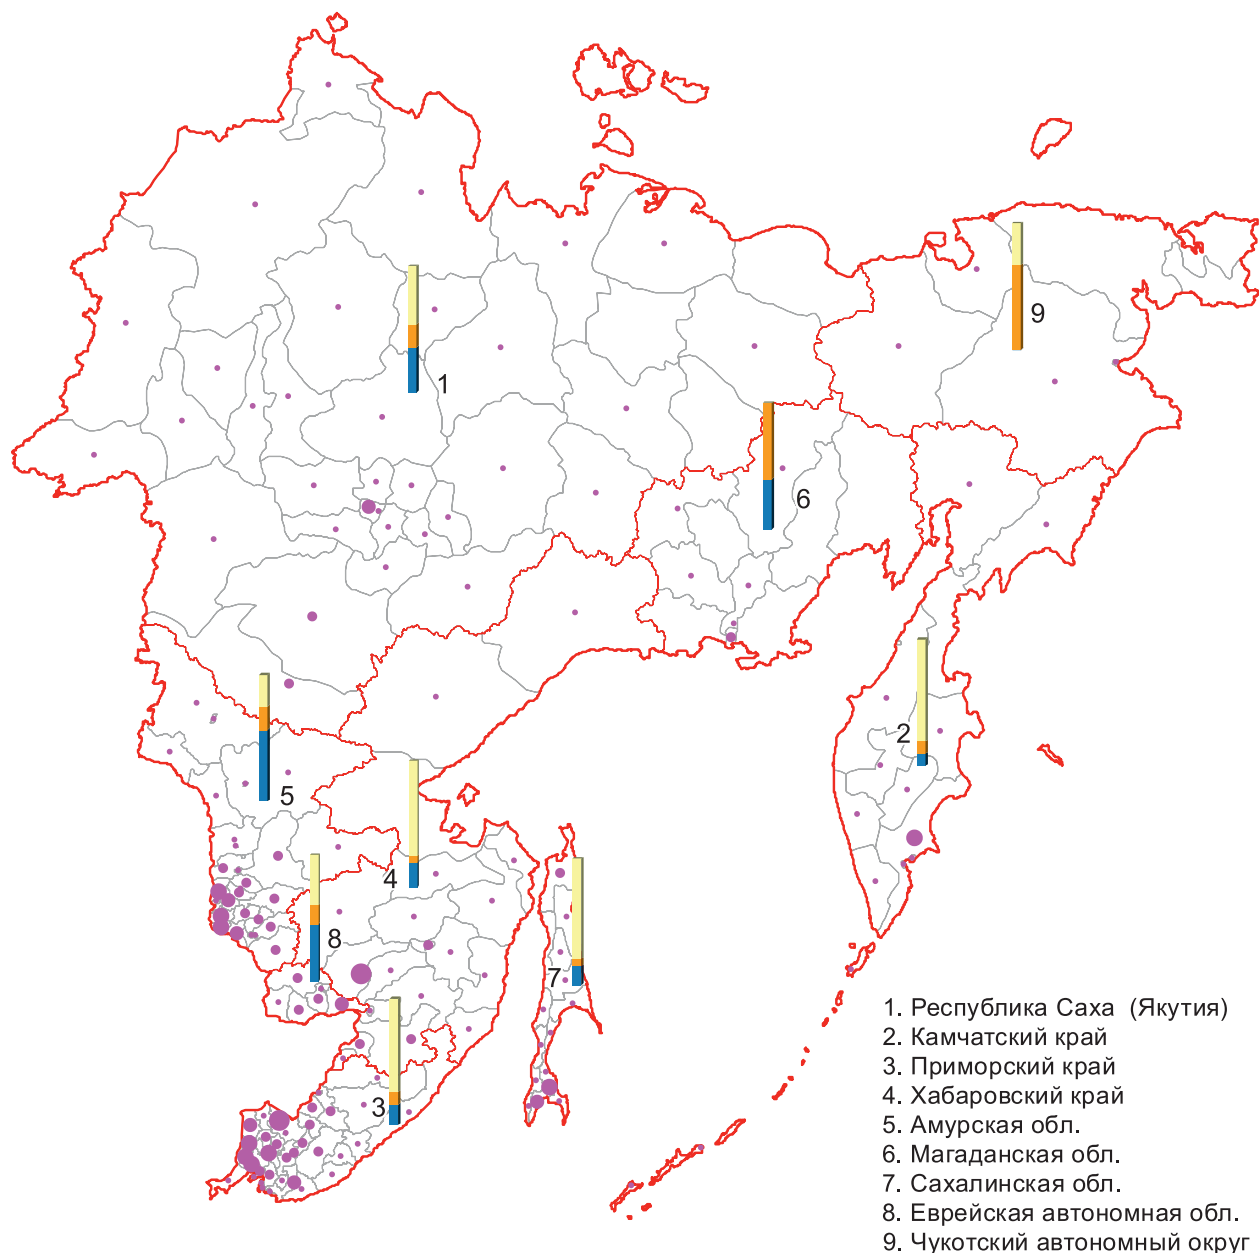 9
1
6
2
5
4
8
7
3
1. Республика Саха (Якутия)
2. Камчатский край
3. Приморский край
4. Хабаровский край
5. Амурская обл.
6. Магаданская обл.
7. Сахалинская обл.
8. Еврейская автономная обл.
9. Чукотский автономный округ